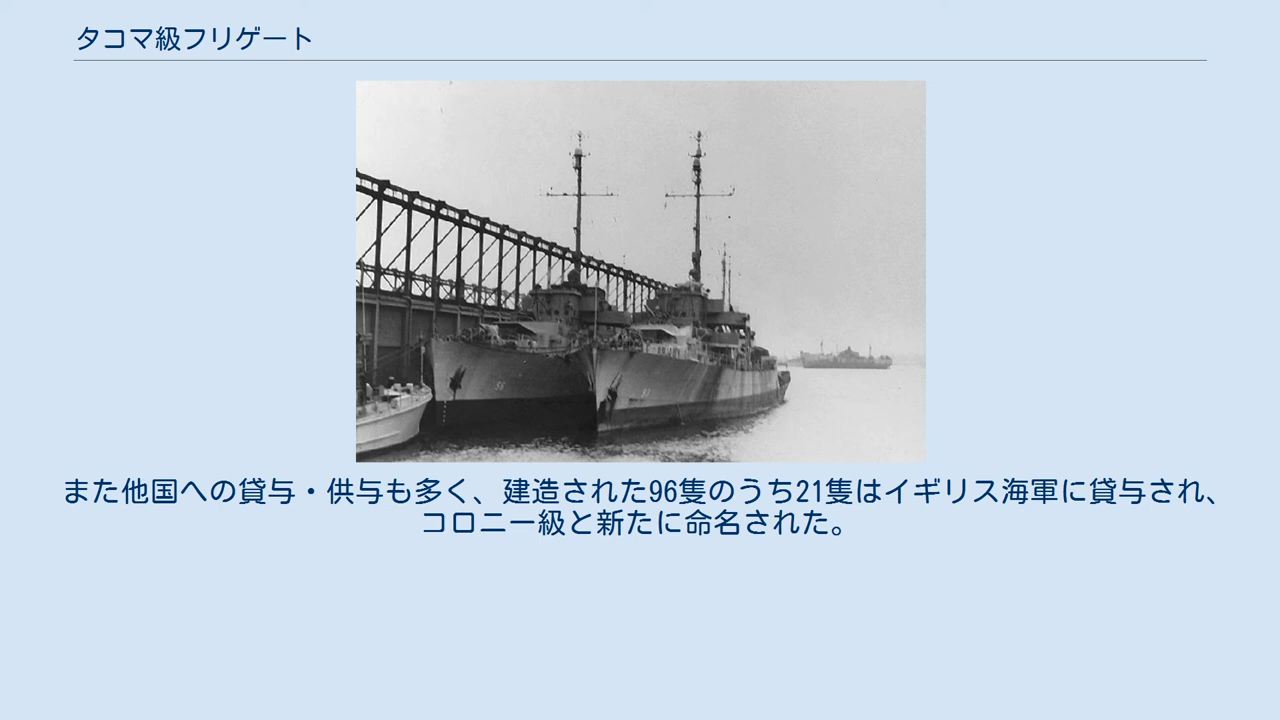 タコマ級フリゲート
また他国への貸与・供与も多く、建造された96隻のうち21隻はイギリス海軍に貸与され、
コロニー級と新たに命名された。